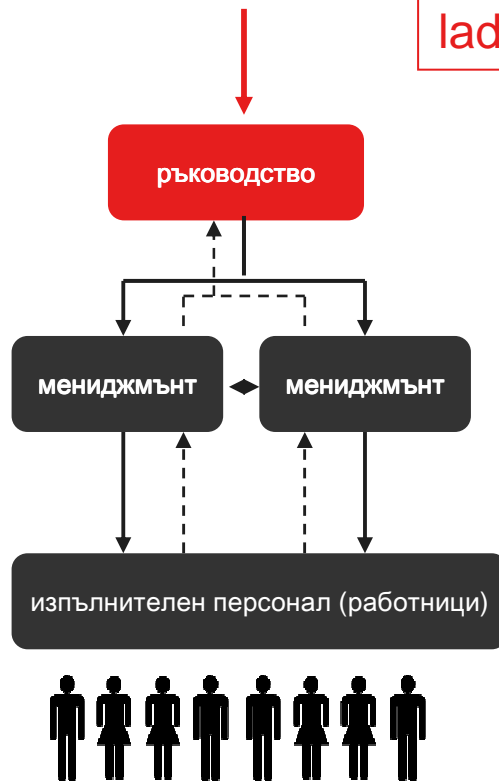 lad
ръководство
мениджмънт
мениджмънт
изпълнителен персонал (работници)